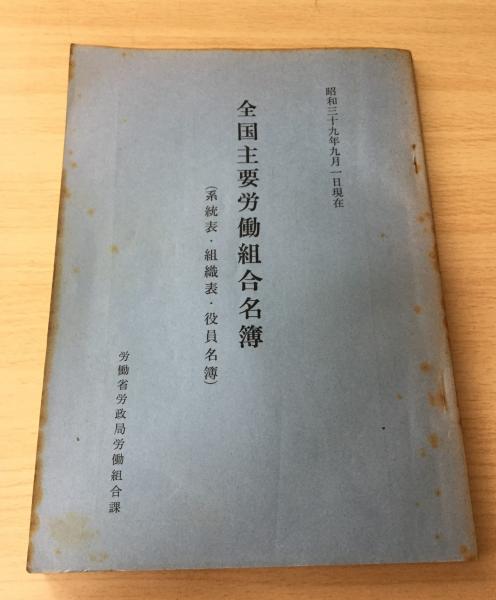 昭和三十九年九月一日現在
全国主要労働組合名簿
(系統表・組織表・役員名簿)
労働省労政局労働組合課